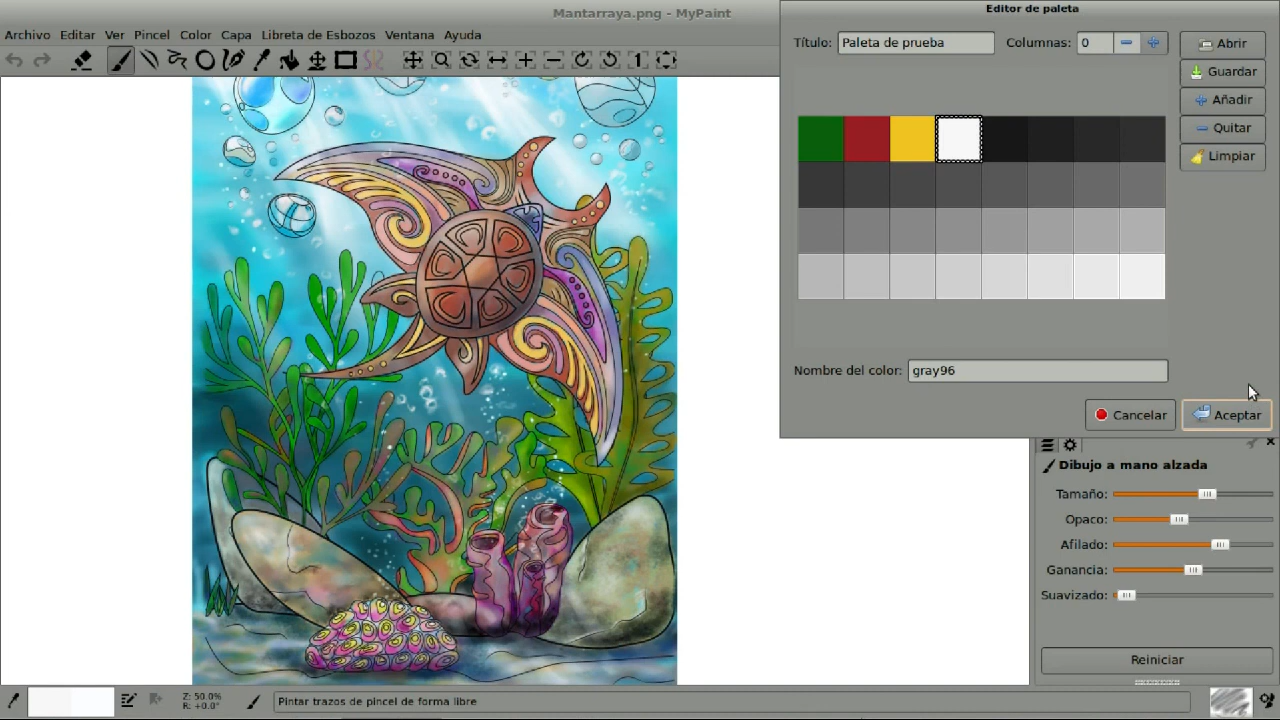 Mantarraya.png - MyPaint
Editor de paleta
Archivo Editar Ver Pincel Color Capa Libreta de Esbozos Ventana Ayuda
Título: Paleta de prueba Columnas: 0
Abrir
Guardar
Añadir
Quitar
Limpiar
Nombre del color: gray96
Cancelar Aceptar
Dibujo a mano alzada
Tamaño:
Opaco:
Afilado:
Ganancia:
Suavizado:
Reiniciar
Z: 50.0%
R: +0.0°
Pintar trazos de pincel de forma libre